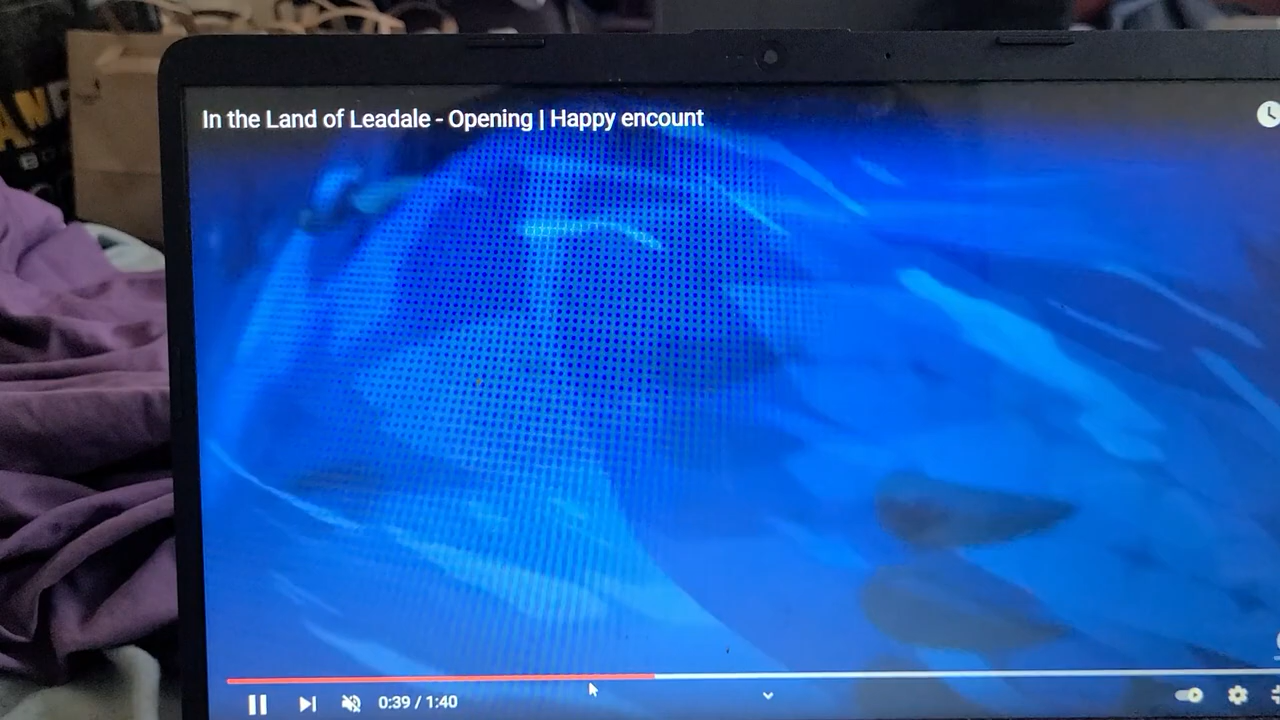 In the Land of Leadale - Opening | Happy encount
0:39 / 1:40